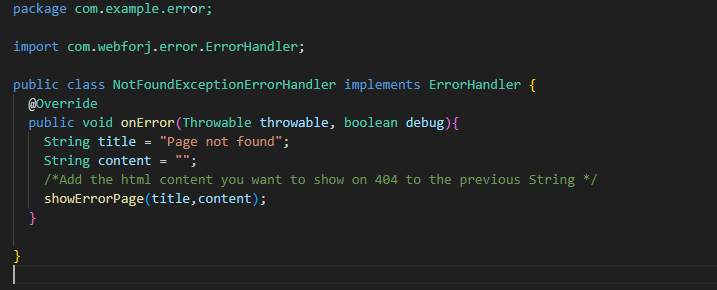 package com.example.error;
import com.webforj.error.ErrorHandler;
public class NotFoundExceptionErrorHandler implements ErrorHandler {
@Override
public void onError(Throwable throwable, boolean debug){
String title = "Page not found";
String content = "";
/*Add the html content you want to show on 404 to the previous String */
showErrorPage(title,content);
}
}